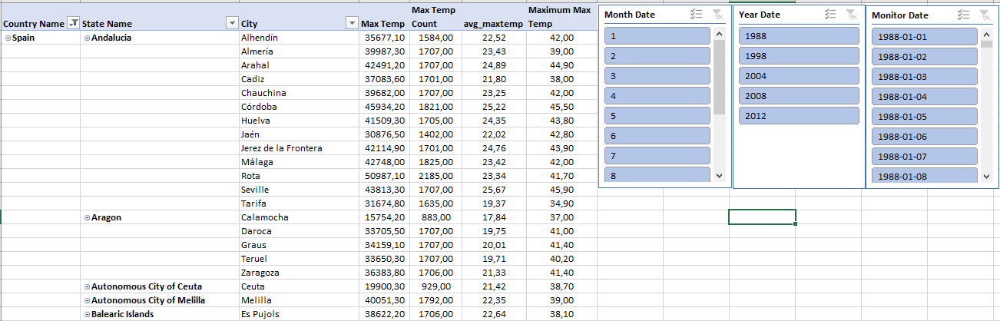 Country Name State Name City Max Temp Max Temp Count avg_maxtemp Maximum Max Temp
Spain Andalucia Alhendín 35677,10 1584,00 22,52 42,00
Almería 39987,30 1707,00 23,43 39,00
Arahal 42491,20 1707,00 24,89 44,90
Cadiz 37083,60 1701,00 21,80 38,00
Chauchina 39682,00 1707,00 23,25 42,00
Córdoba 45934,20 1821,00 25,22 45,50
Huelva 41509,30 1705,00 24,35 43,80
Jaén 30876,50 1402,00 22,02 42,80
Jerez de la Frontera 42114,90 1701,00 24,76 43,90
Málaga 42748,00 1825,00 23,42 42,00
Rota 50987,10 2185,00 23,34 41,70
Seville 43813,30 1707,00 25,67 45,90
Tarifa 31674,80 1635,00 19,37 34,90
Aragon Calamocha 15754,20 883,00 17,84 37,00
Daroca 33705,50 1707,00 19,75 41,00
Graus 34159,10 1707,00 20,01 41,40
Teruel 33650,30 1707,00 19,71 40,20
Zaragoza 36383,80 1706,00 21,33 41,40
Autonomous City of Ceuta Ceuta 19900,30 929,00 21,42 38,70
Autonomous City of Melilla Melilla 40051,30 1792,00 22,35 39,00
Balearic Islands Es Pujols 38622,20 1706,00 22,64 38,10
Month Date
1
2
3
4
5
6
7
8
Year Date
1988
1998
2004
2008
2012
Monitor Date
1988-01-01
1988-01-02
1988-01-03
1988-01-04
1988-01-05
1988-01-06
1988-01-07
1988-01-08